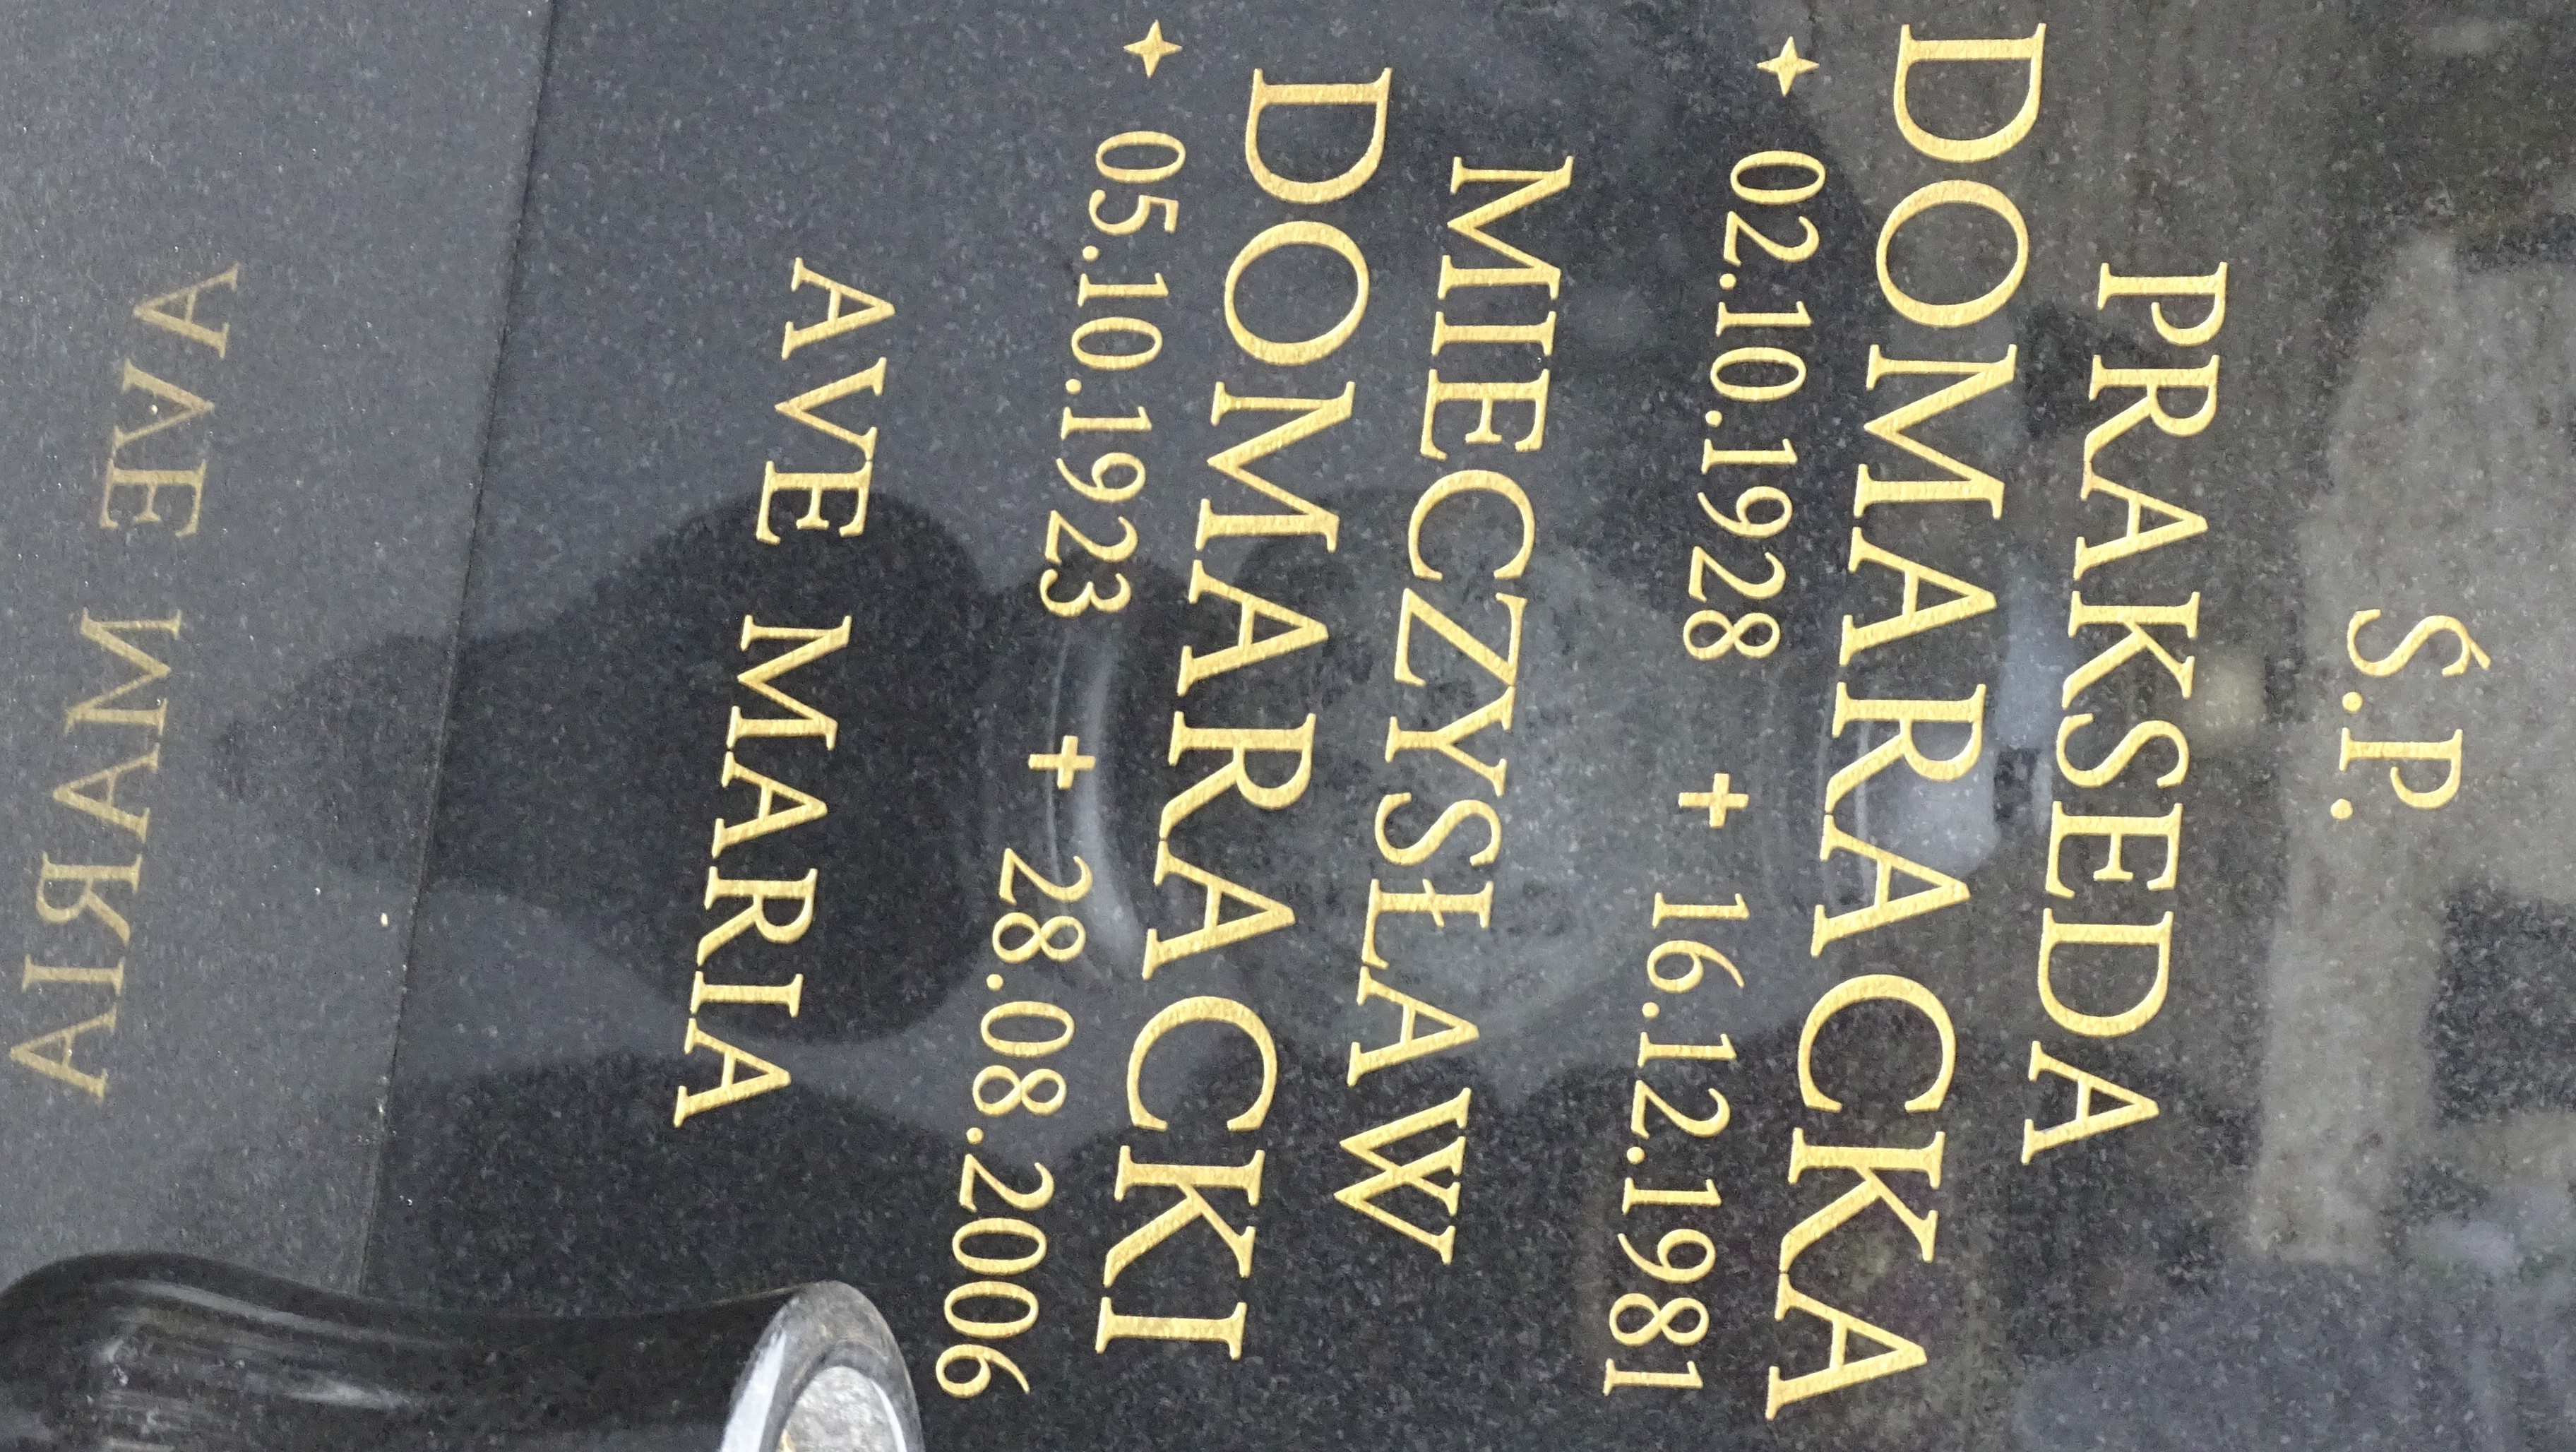 Ś.P.
PRAKSEDA
DOMARACKA
✦ 02.10.1928 + 16.12.1981
MIECZYSŁAW
DOMARACKI
✦ 05.10.1923 + 28.08.2006
AVE MARIA
AVE MARIA